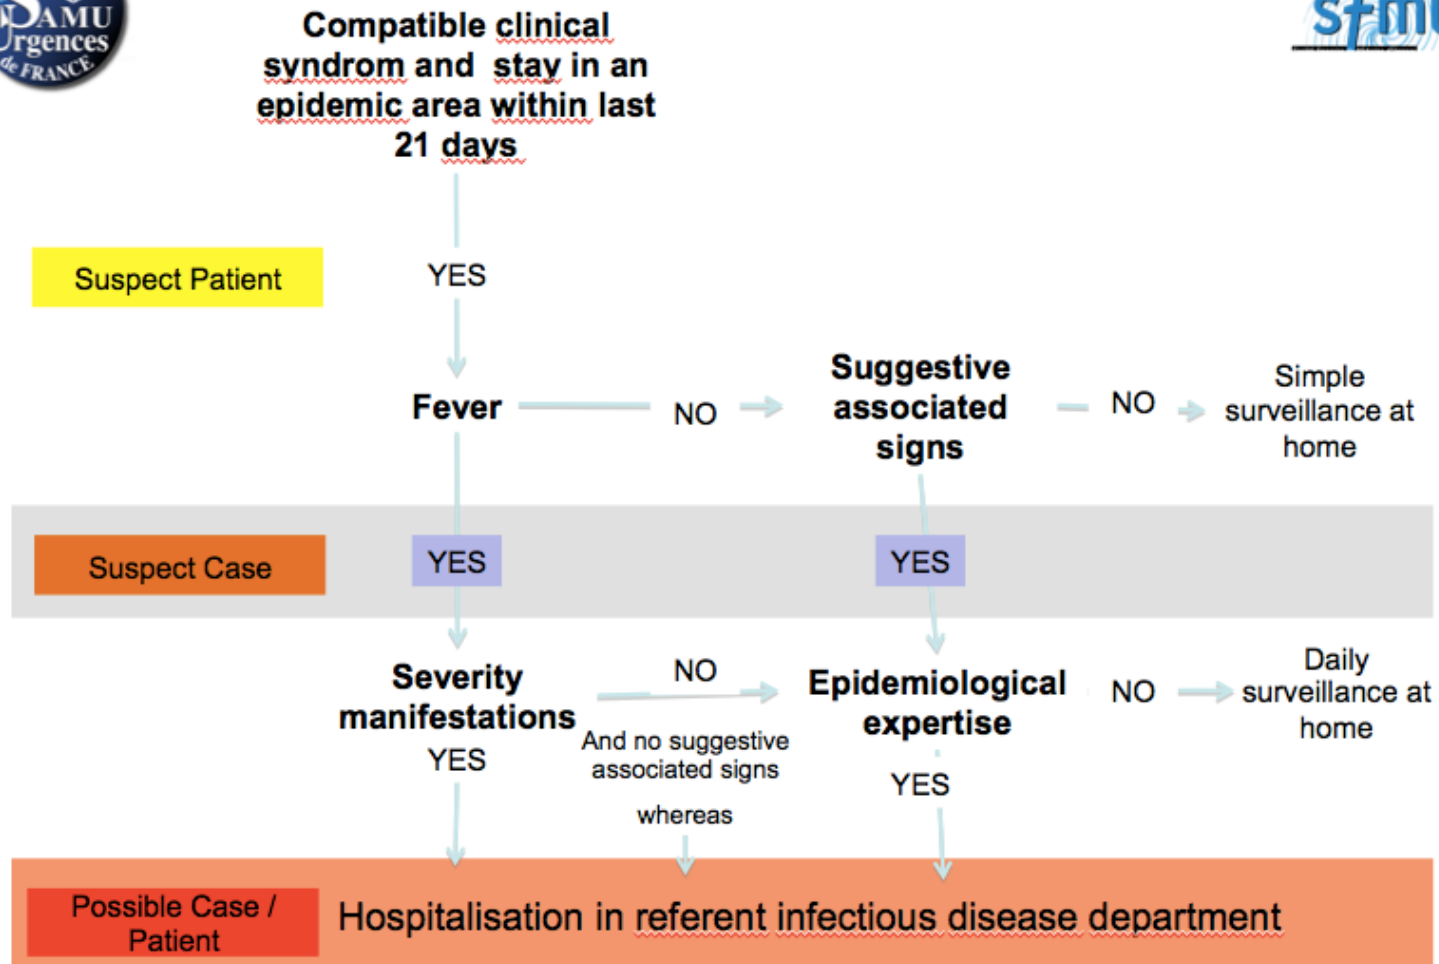 SAMU
Urgences
de FRANCE
sfmu
Compatible clinical
syndrom and stay in an
epidemic area within last
21 days
Suspect Patient
YES
Fever
NO
Suggestive
associated
signs
NO
Simple
surveillance at
home
Suspect Case
YES
YES
Severity
manifestations
YES
NO
And no suggestive
associated signs
whereas
Epidemiological
expertise
YES
NO
Daily
surveillance at
home
Possible Case /
Patient
Hospitalisation in referent infectious disease department